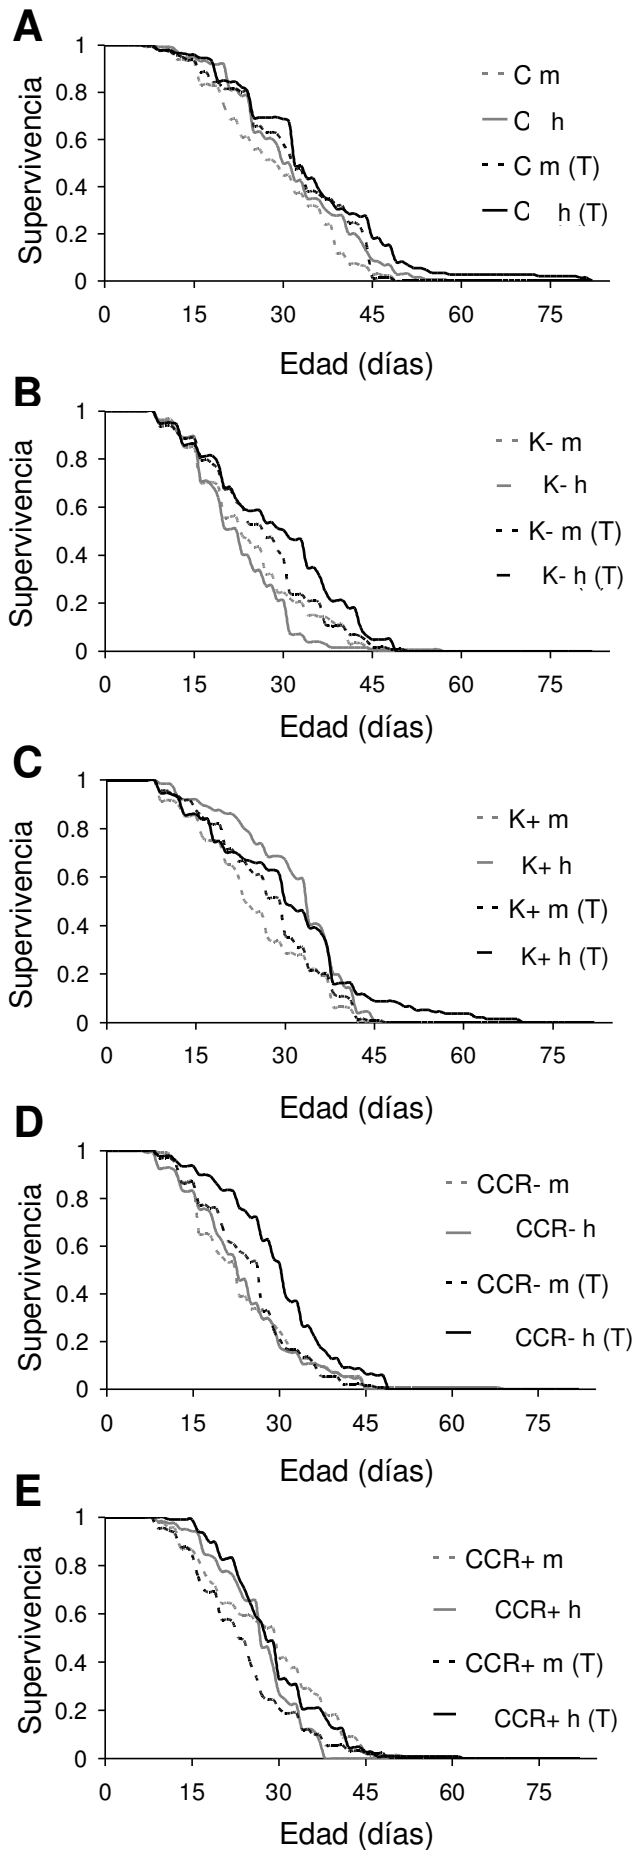 A
Supervivencia
1
0.8
0.6
0.4
0.2
0
0 15 30 45 60 75
Edad (días)
C m
C h
C m (T)
C h (T)
B
Supervivencia
1
0.8
0.6
0.4
0.2
0
0 15 30 45 60 75
Edad (días)
K- m
K- h
K- m (T)
K- h (T)
C
Supervivencia
1
0.8
0.6
0.4
0.2
0
0 15 30 45 60 75
Edad (días)
K+ m
K+ h
K+ m (T)
K+ h (T)
D
Supervivencia
1
0.8
0.6
0.4
0.2
0
0 15 30 45 60 75
Edad (días)
CCR- m
CCR- h
CCR- m (T)
CCR- h (T)
E
Supervivencia
1
0.8
0.6
0.4
0.2
0
0 15 30 45 60 75
Edad (días)
CCR+ m
CCR+ h
CCR+ m (T)
CCR+ h (T)